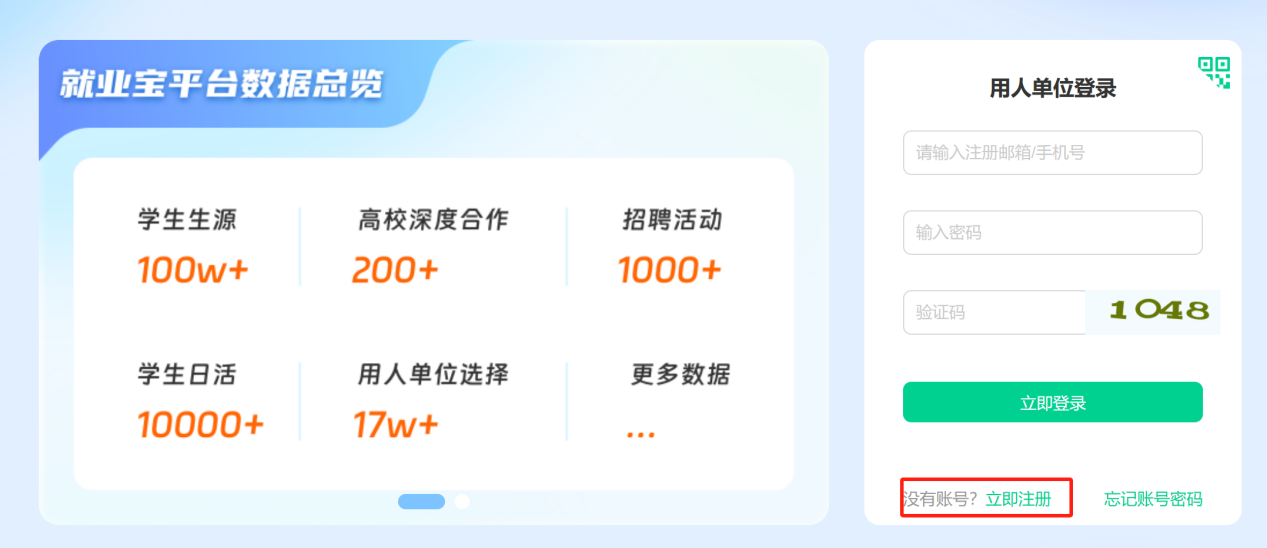 就业宝平台数据总览
学生生源
100w+
高校深度合作
200+
招聘活动
1000+
学生日活
10000+
用人单位选择
17w+
更多数据
...
用人单位登录
请输入注册邮箱/手机号
输入密码
验证码
1048
立即登录
没有账号? 立即注册
忘记账号密码